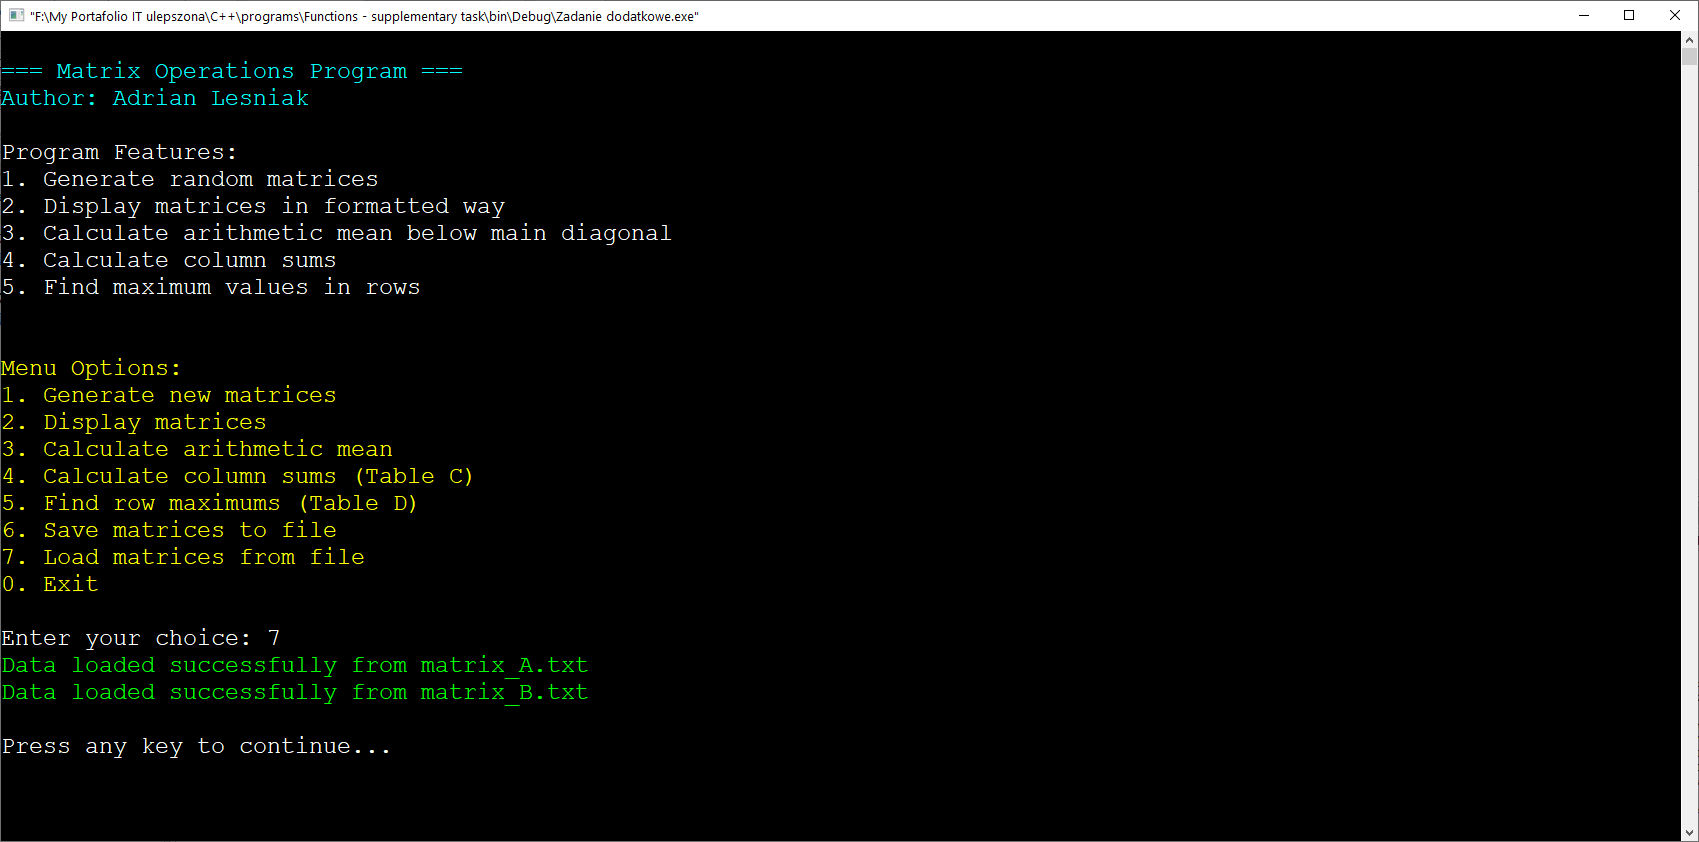 "F:\My Portafolio IT ulepszona\C++\programs\Functions - supplementary task\bin\Debug\Zadanie dodatkowe.exe"
=== Matrix Operations Program ===
Author: Adrian Lesniak
Program Features:
1. Generate random matrices
2. Display matrices in formatted way
3. Calculate arithmetic mean below main diagonal
4. Calculate column sums
5. Find maximum values in rows
Menu Options:
1. Generate new matrices
2. Display matrices
3. Calculate arithmetic mean
4. Calculate column sums (Table C)
5. Find row maximums (Table D)
6. Save matrices to file
7. Load matrices from file
0. Exit
Enter your choice: 7
Data loaded successfully from matrix_A.txt
Data loaded successfully from matrix_B.txt
Press any key to continue...